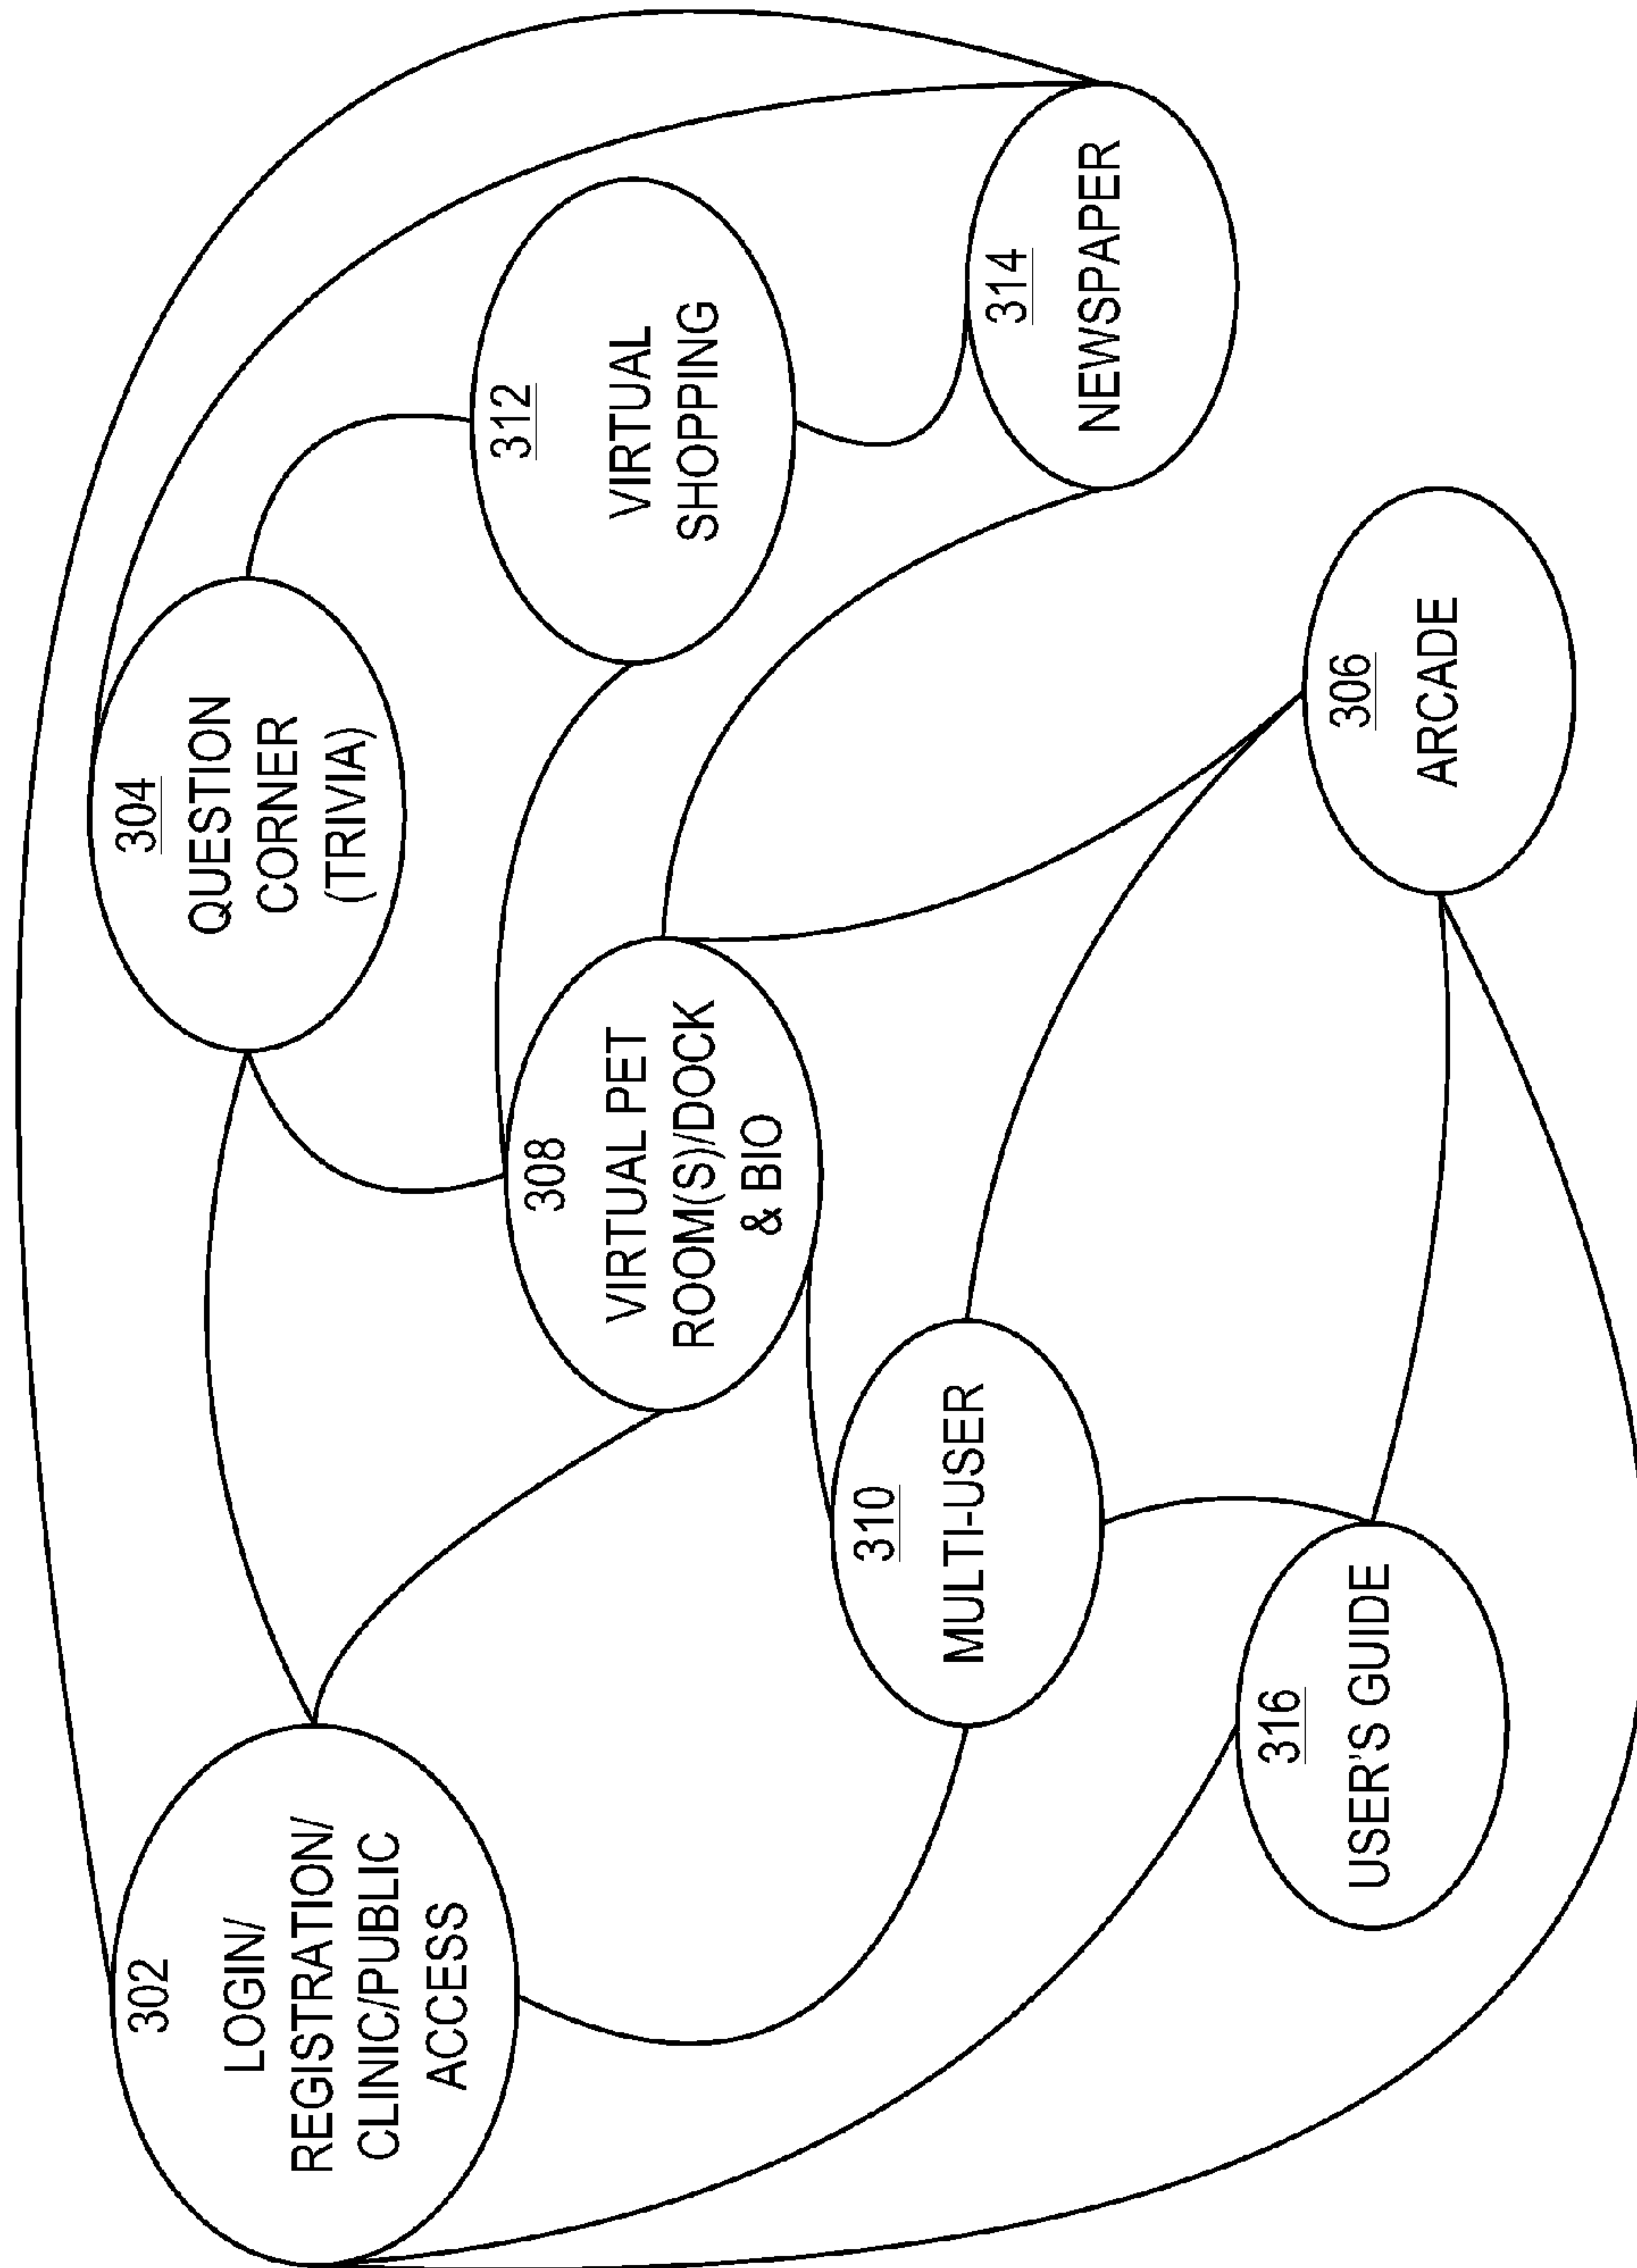 302
LOGIN/
REGISTRATION/
CLINIC/PUBLIC
ACCESS
304
QUESTION
CORNER
(TRIVIA)
308
VIRTUAL PET
ROOM(S)/DOCK
& BIO
312
VIRTUAL
SHOPPING
310
MULTI-USER
314
NEWSPAPER
316
USER'S GUIDE
306
ARCADE